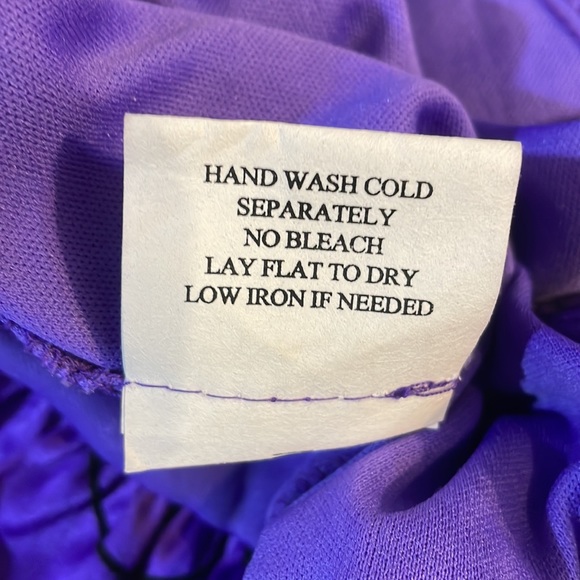 HAND WASH COLD
SEPARATELY
NO BLEACH
LAY FLAT TO DRY
LOW IRON IF NEEDED